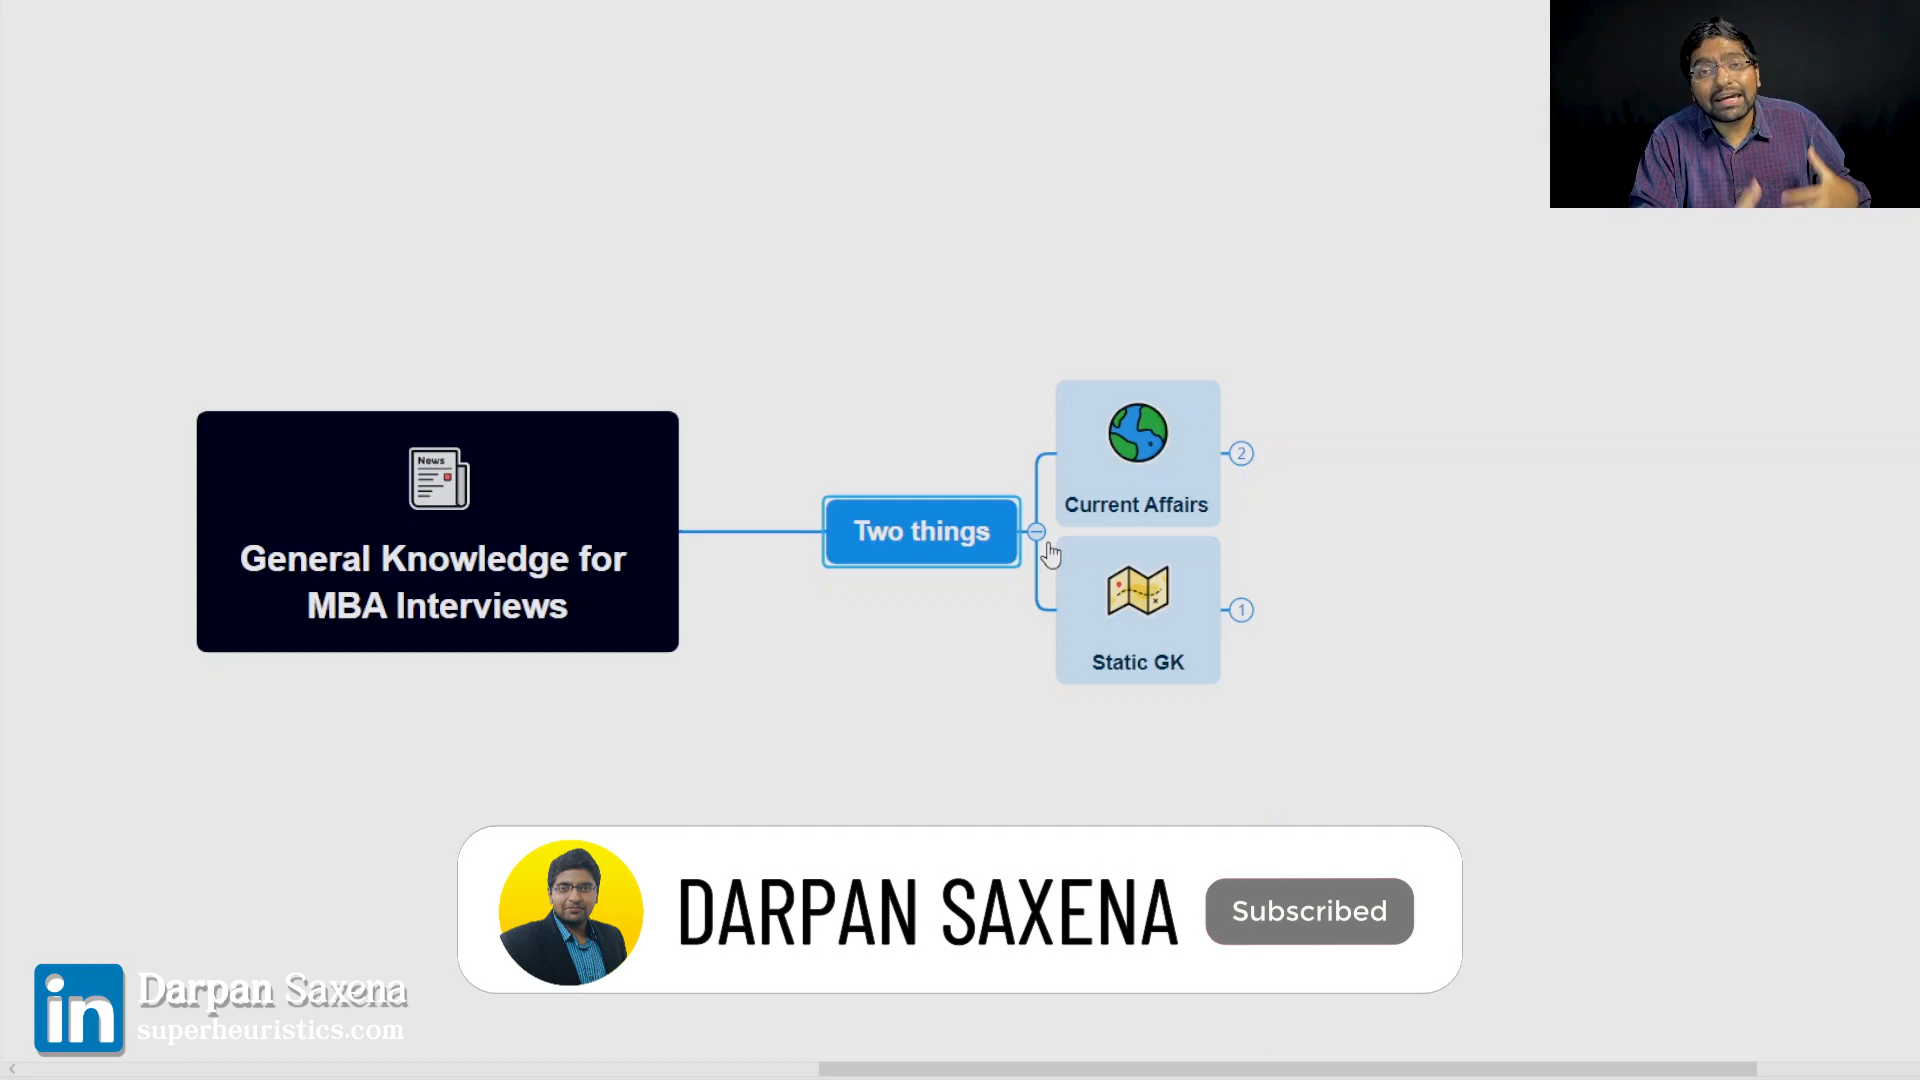 News
General Knowledge for
MBA Interviews
Two things
Current Affairs
2
Static GK
1
DARPAN SAXENA
Subscribed
in
Darpan Saxena
superheuristics.com